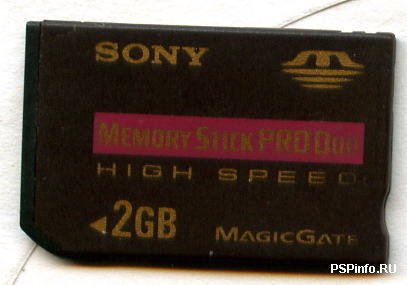 SONY
MEMORY STICK PRO DUO
HIGH SPEED
2GB
MAGICGATE
PSPinfo.RU